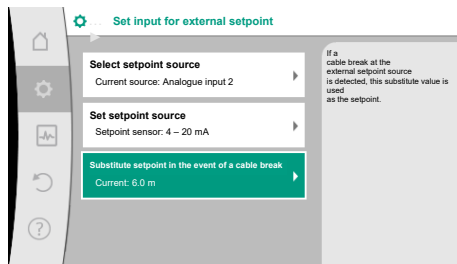 Set input for external setpoint
Select setpoint source
Current source: Analogue input 2
Set setpoint source
Setpoint sensor: 4 – 20 mA
Substitute setpoint in the event of a cable break
Current: 6.0 m
If a
cable break at the
external setpoint source
is detected, this substitute value is
used
as the setpoint.
?